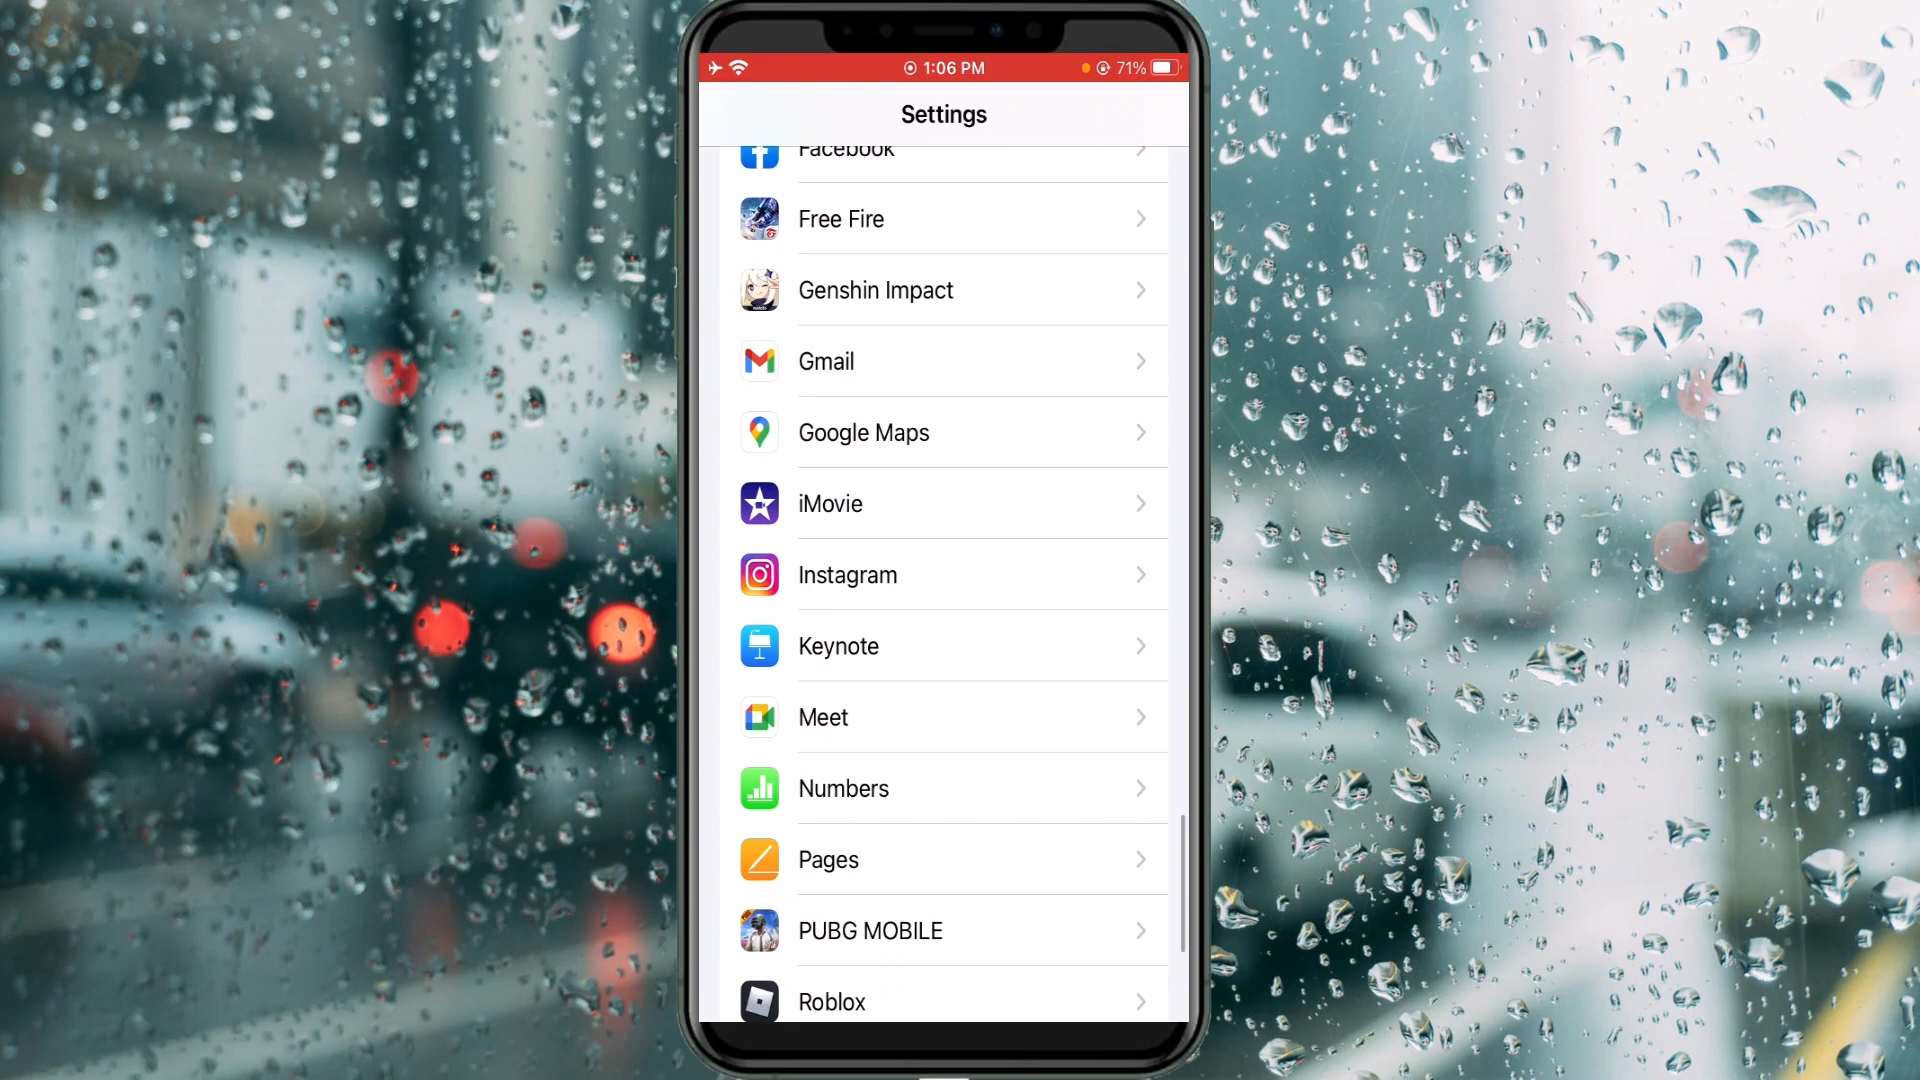 1:06 PM
71%
Settings
Facebook
Free Fire
Genshin Impact
Gmail
Google Maps
iMovie
Instagram
Keynote
Meet
Numbers
Pages
PUBG MOBILE
Roblox